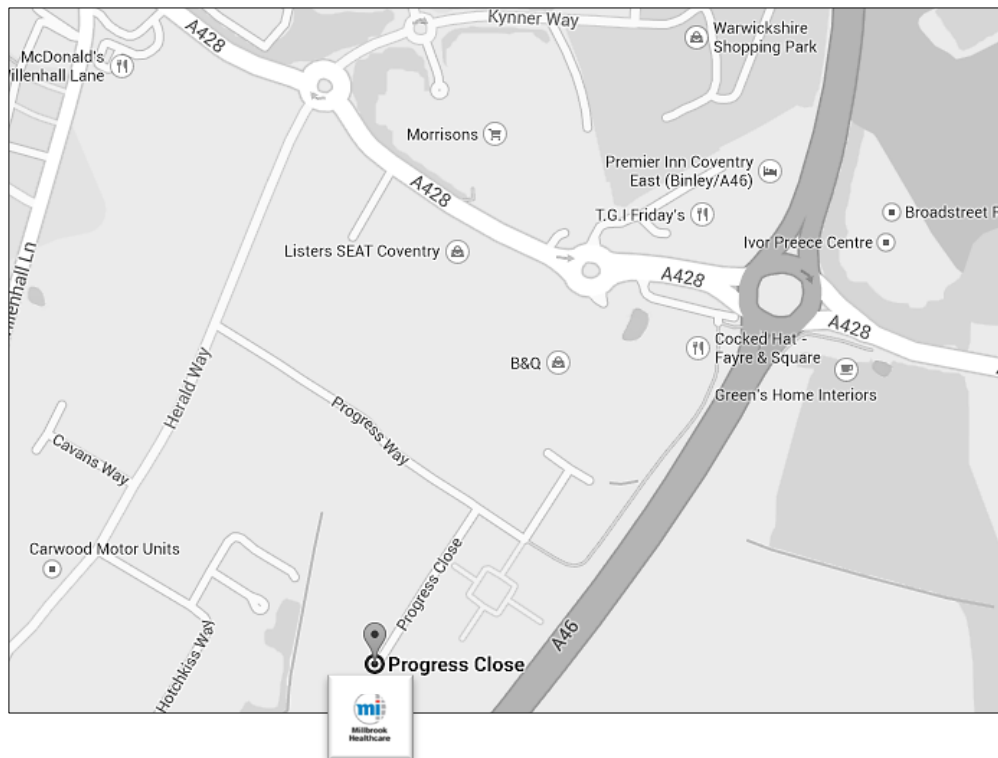 Kynner Way
A428
Warwickshire
Shopping Park
McDonald's
Morrisons
Premier Inn Coventry
East (Binley/A46)
A428
T.G.I Friday's
Broadstreet
Ivor Preece Centre
Listers SEAT Coventry
A428
A428
Cocked Hat -
Fayre & Square
B&Q
Green's Home Interiors
Herald Way
Progress Way
Cavans Way
Carwood Motor Units
Progress Close
Hotchkiss Way
A46
Progress Close
mi
Millbrook
Healthcare